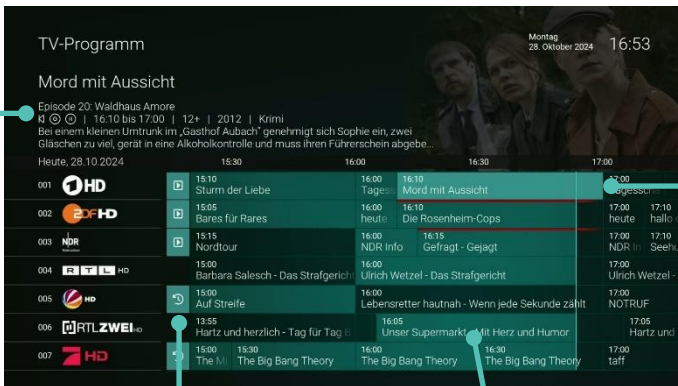 TV-Programm
Montag
28. Oktober 2024
16:53
Mord mit Aussicht
Episode 20: Waldhaus Amore
| 16:10 bis 17:00 | 12+ | 2012 | Krimi
Bei einem kleinen Umtrunk im „Gasthof Aubach" genehmigt sich Sophie ein, zwei
Gläschen zu viel, gerät in eine Alkoholkontrolle und muss ihren Führerschein abgebe...
Heute, 28.10.2024 15:30 16:00 16:30 17:00
001 1 HD 15:10 Sturm der Liebe 16:00 Tages 16:10 Mord mit Aussicht 17:00 Tagessch
002 2DF HD 15:05 Bares für Rares 16:00 heute 16:10 Die Rosenheim-Cops 17:00 heute 17:10 hallo
003 NDR 15:15 Nordtour 16:00 NDR Info 16:15 Gefragt - Gejagt 17:00 NDR In 17:10 Seehu
004 RTL HD 15:00 Barbara Salesch - Das Strafgericht 16:00 Ulrich Wetzel - Das Strafgericht 17:00 Ulrich Wetzel -
005 HD 15:00 Auf Streife 16:00 Lebensretter hautnah - Wenn jede Sekunde zählt 17:00 NOTRUF
006 RTLZWEI HD 13:55 Hartz und herzlich - Tag für Tag B 16:05 Unser Supermarkt - Mit Herz und Humor 17:05 Hartz und
007 HD 15:00 The Mi 15:30 The Big Bang Theory 16:00 The Big Bang Theory 16:30 The Big Bang Theory 17:00 taff